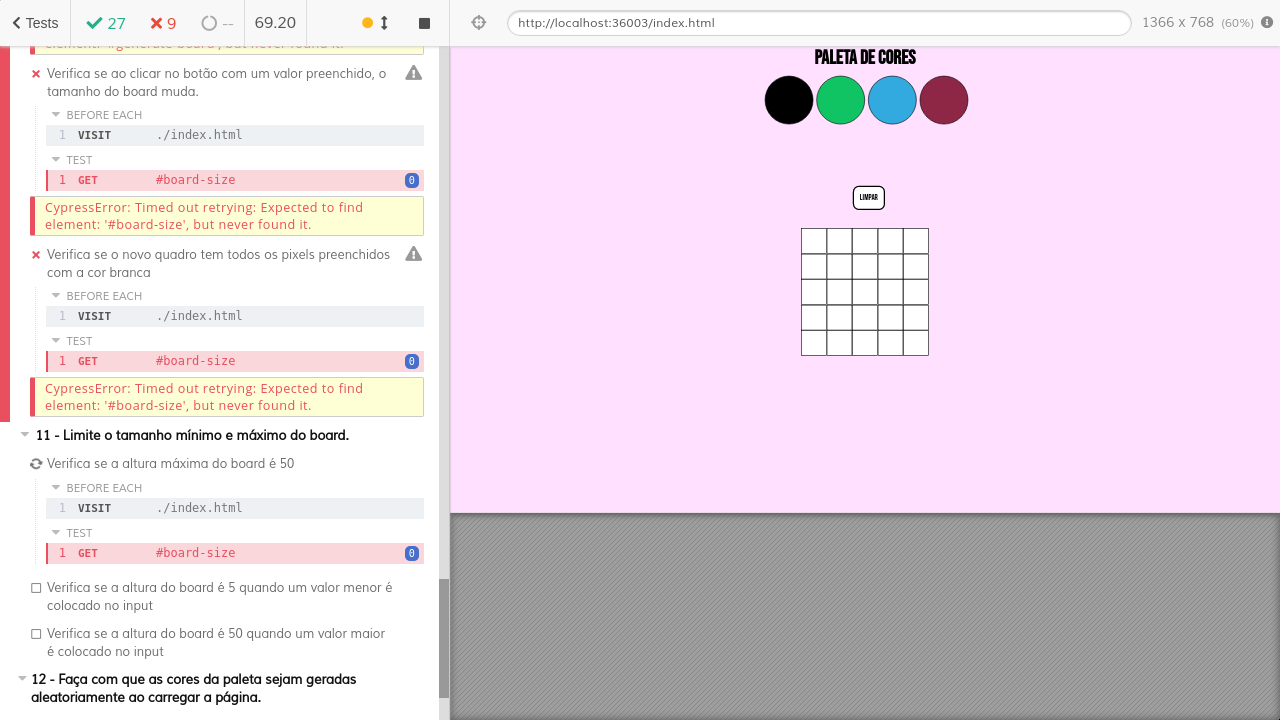 Tests
27
9
--
69.20
http://localhost:36003/index.html
1366 x 768 (60%)
element: '#generate-board', but never found it.
Verifica se ao clicar no botão com um valor preenchido, o
tamanho do board muda.
BEFORE EACH
1 VISIT ./index.html
TEST
1 GET #board-size 0
CypressError: Timed out retrying: Expected to find
element: '#board-size', but never found it.
Verifica se o novo quadro tem todos os pixels preenchidos
com a cor branca
BEFORE EACH
1 VISIT ./index.html
TEST
1 GET #board-size 0
CypressError: Timed out retrying: Expected to find
element: '#board-size', but never found it.
11 - Limite o tamanho mínimo e máximo do board.
Verifica se a altura máxima do board é 50
BEFORE EACH
1 VISIT ./index.html
TEST
1 GET #board-size 0
Verifica se a altura do board é 5 quando um valor menor é
colocado no input
Verifica se a altura do board é 50 quando um valor maior
é colocado no input
12 - Faça com que as cores da paleta sejam geradas
aleatoriamente ao carregar a página.
PALETA DE CORES
LIMPAR